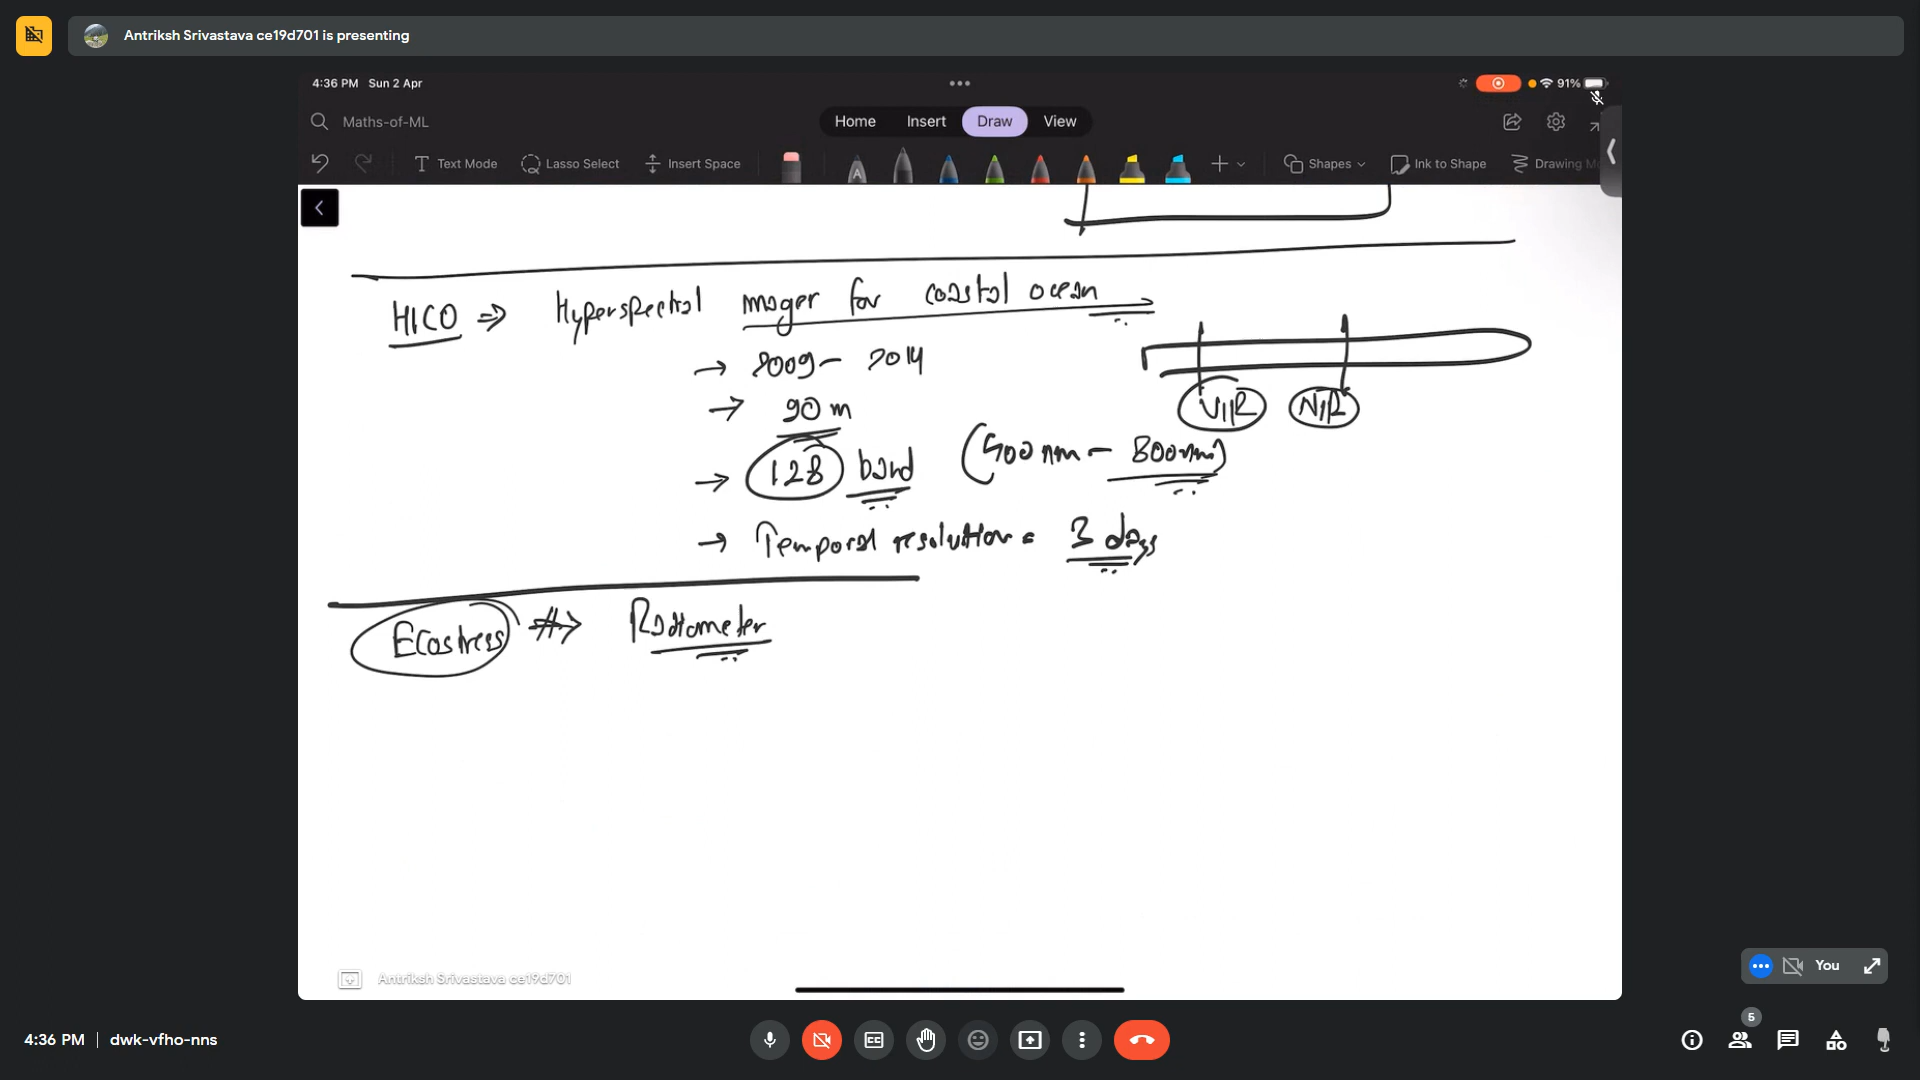 Antriksh Srivastava ce19d701 is presenting
4:36 PM Sun 2 Apr
91%
Maths-of-ML
Home Insert Draw View
Text Mode Lasso Select Insert Space
Shapes Ink to Shape Drawing M
HICO ⇒ Hyperspectral imager for coastal ocean
→ 2009 - 2014
→ 90 m
VIR NIR
→ 128 band (400 nm - 800nm)
→ Temporal resolution = 3 days
Ecostress ⇒ Radiometer
Antriksh Srivastava ce19d701
You
4:36 PM | dwk-vfho-nns
5